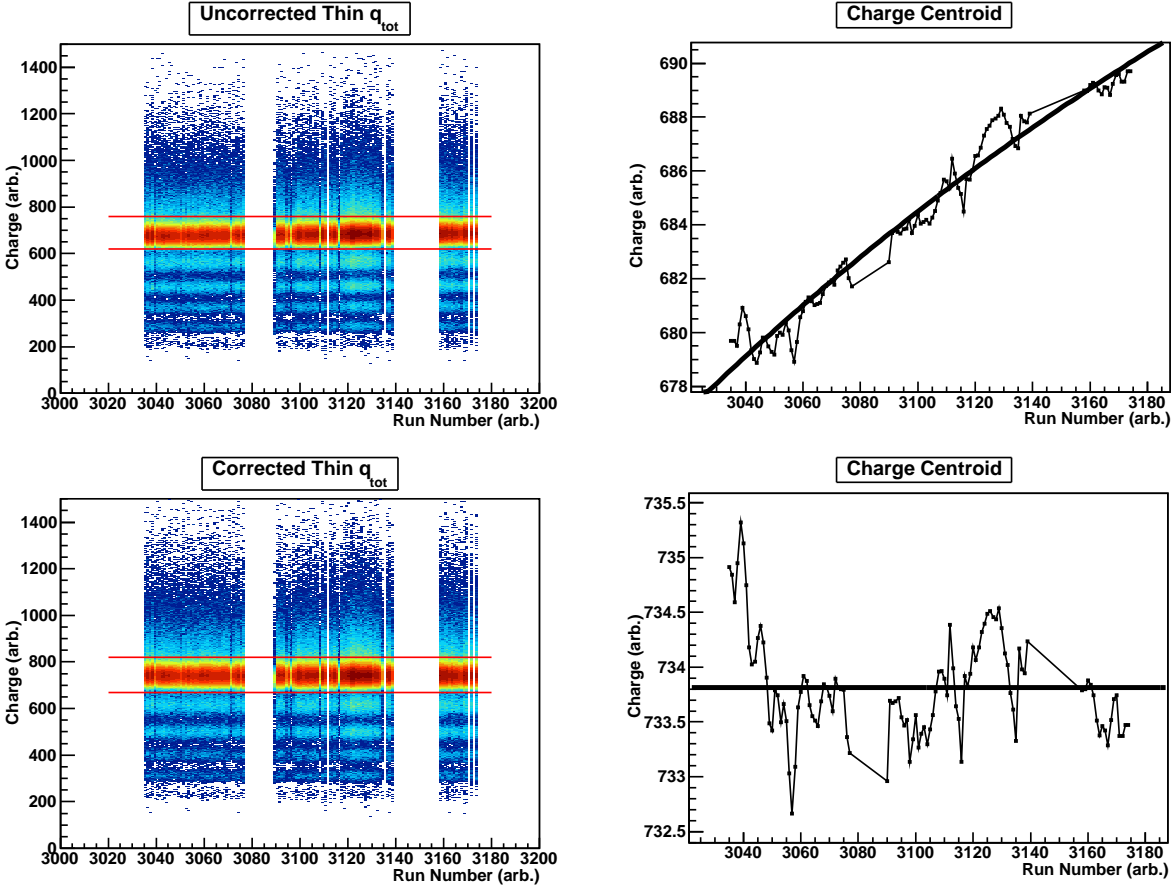 Uncorrected Thin q_tot
Charge (arb.)
1400
1200
1000
800
600
400
200
0
3000 3020 3040 3060 3080 3100 3120 3140 3160 3180 3200
Run Number (arb.)
Charge Centroid
Charge (arb.)
690
688
686
684
682
680
678
3040 3060 3080 3100 3120 3140 3160 3180
Run Number (arb.)
Corrected Thin q_tot
Charge (arb.)
1400
1200
1000
800
600
400
200
0
3000 3020 3040 3060 3080 3100 3120 3140 3160 3180 3200
Run Number (arb.)
Charge Centroid
Charge (arb.)
735.5
735
734.5
734
733.5
733
732.5
3040 3060 3080 3100 3120 3140 3160 3180
Run Number (arb.)